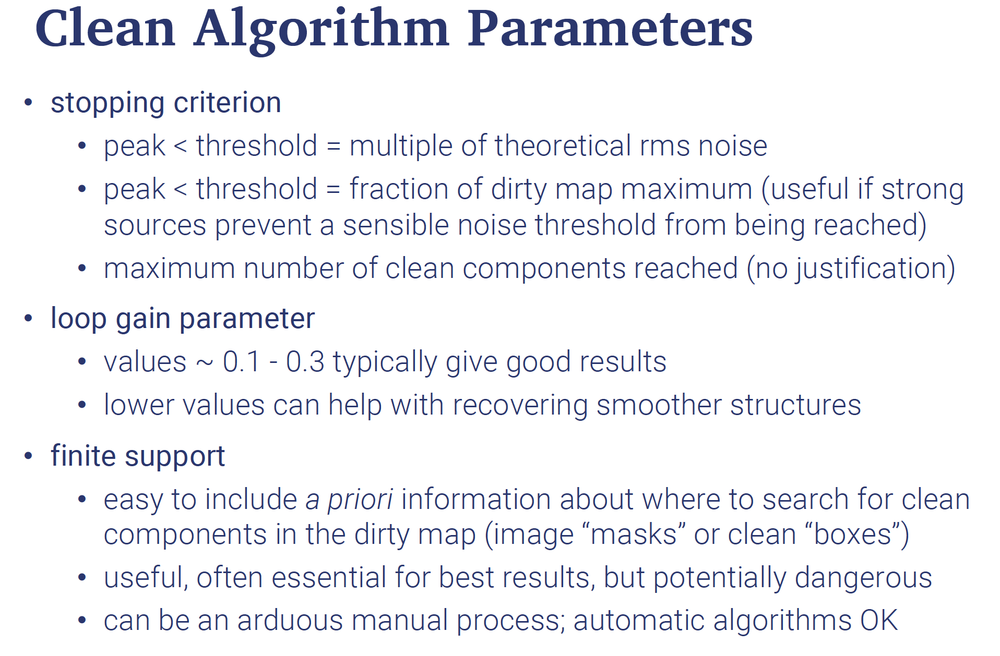 Clean Algorithm Parameters
• stopping criterion
• peak < threshold = multiple of theoretical rms noise
• peak < threshold = fraction of dirty map maximum (useful if strong
sources prevent a sensible noise threshold from being reached)
• maximum number of clean components reached (no justification)
• loop gain parameter
• values ~ 0.1 - 0.3 typically give good results
• lower values can help with recovering smoother structures
• finite support
• easy to include a priori information about where to search for clean
components in the dirty map (image “masks” or clean “boxes”)
• useful, often essential for best results, but potentially dangerous
• can be an arduous manual process; automatic algorithms OK